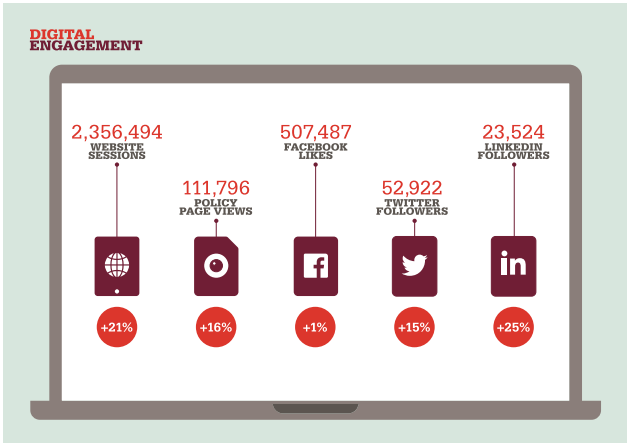 DIGITAL
ENGAGEMENT
2,356,494
WEBSITE
SESSIONS
111,796
POLICY
PAGE VIEWS
507,487
FACEBOOK
LIKES
52,922
TWITTER
FOLLOWERS
23,524
LINKEDIN
FOLLOWERS
f
in
+21%
+16%
+1%
+15%
+25%